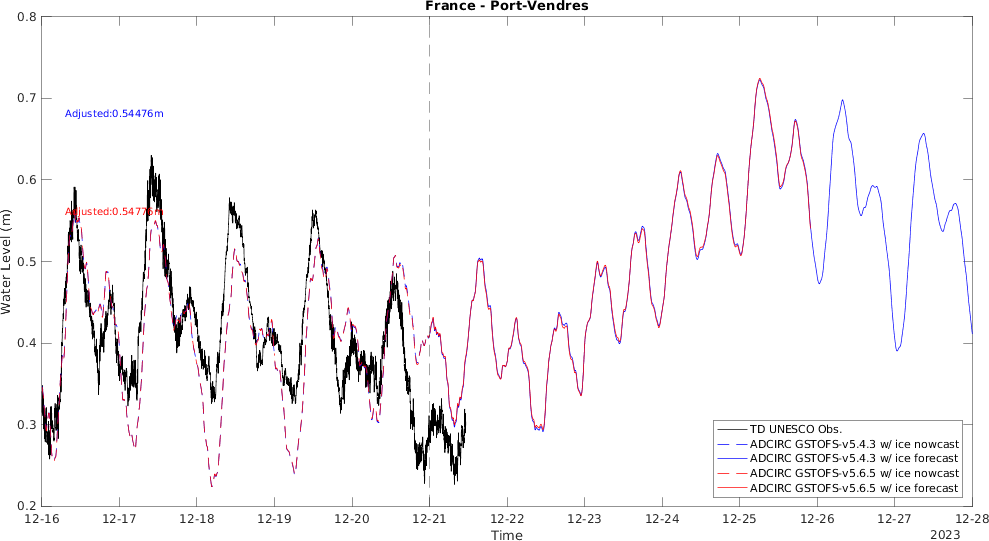 France - Port-Vendres
0.8
0.7
0.6
0.5
0.4
0.3
0.2
Water Level (m)
Adjusted:0.54476m
Adjusted:0.54775m
TD UNESCO Obs.
ADCIRC GSTOFS-v5.4.3 w/ ice nowcast
ADCIRC GSTOFS-v5.4.3 w/ ice forecast
ADCIRC GSTOFS-v5.6.5 w/ ice nowcast
ADCIRC GSTOFS-v5.6.5 w/ ice forecast
12-16 12-17 12-18 12-19 12-20 12-21 12-22 12-23 12-24 12-25 12-26 12-27 12-28
Time
2023